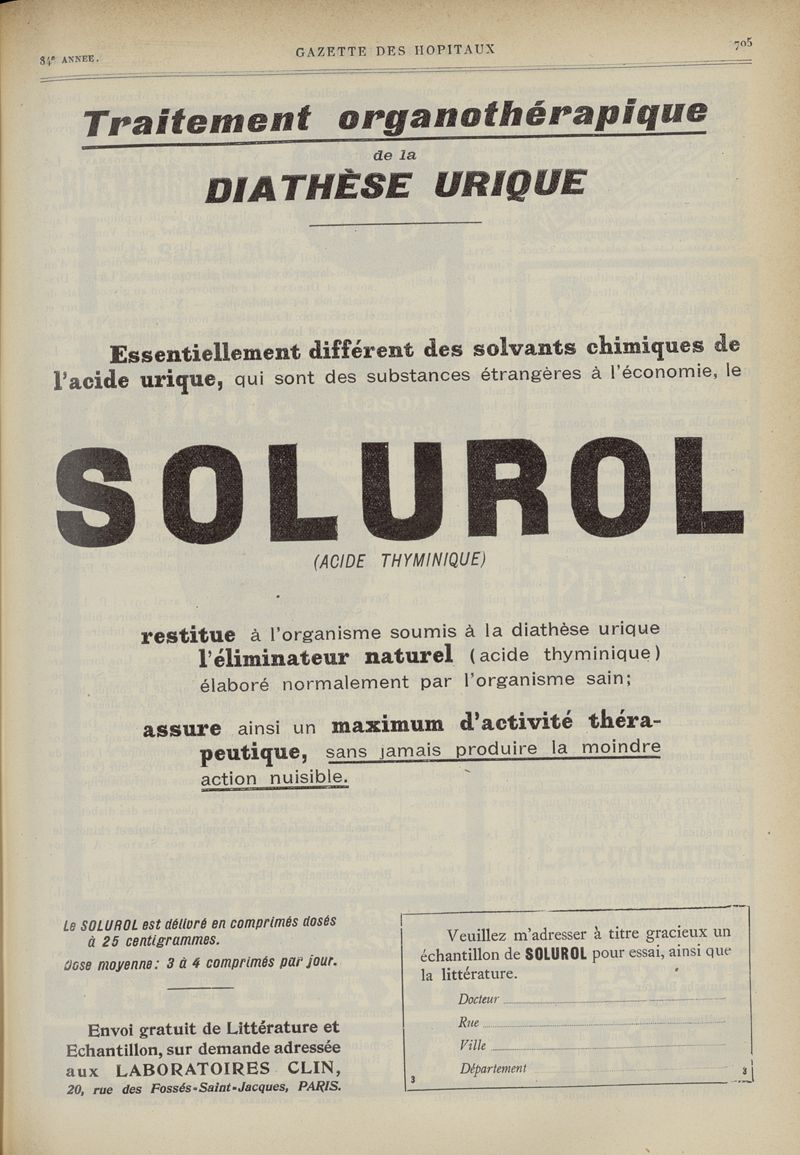 84e ANNEE.
GAZETTE DES HOPITAUX
705
Traitement organothérapique
de la
DIATHÈSE URIQUE
Essentiellement différent des solvants chimiques de
l'acide urique, qui sont des substances étrangères à l'économie, le
SOLUROL
(ACIDE THYMINIQUE)
restitue à l'organisme soumis à la diathèse urique
l'éliminateur naturel (acide thyminique)
élaboré normalement par l'organisme sain;
assure ainsi un maximum d'activité théra-
peutique, sans jamais produire la moindre
action nuisible.
Le SOLUROL est délivré en comprimés dosés
à 25 centigrammes.
Dose moyenne: 3 à 4 comprimés par jour.
Envoi gratuit de Littérature et
Echantillon, sur demande adressée
aux LABORATOIRES CLIN,
20, rue des Fossés-Saint-Jacques, PARIS.
Veuillez m'adresser à titre gracieux un
échantillon de SOLUROL pour essai, ainsi que
la littérature.
Docteur
Rue
Ville
Département
3
3